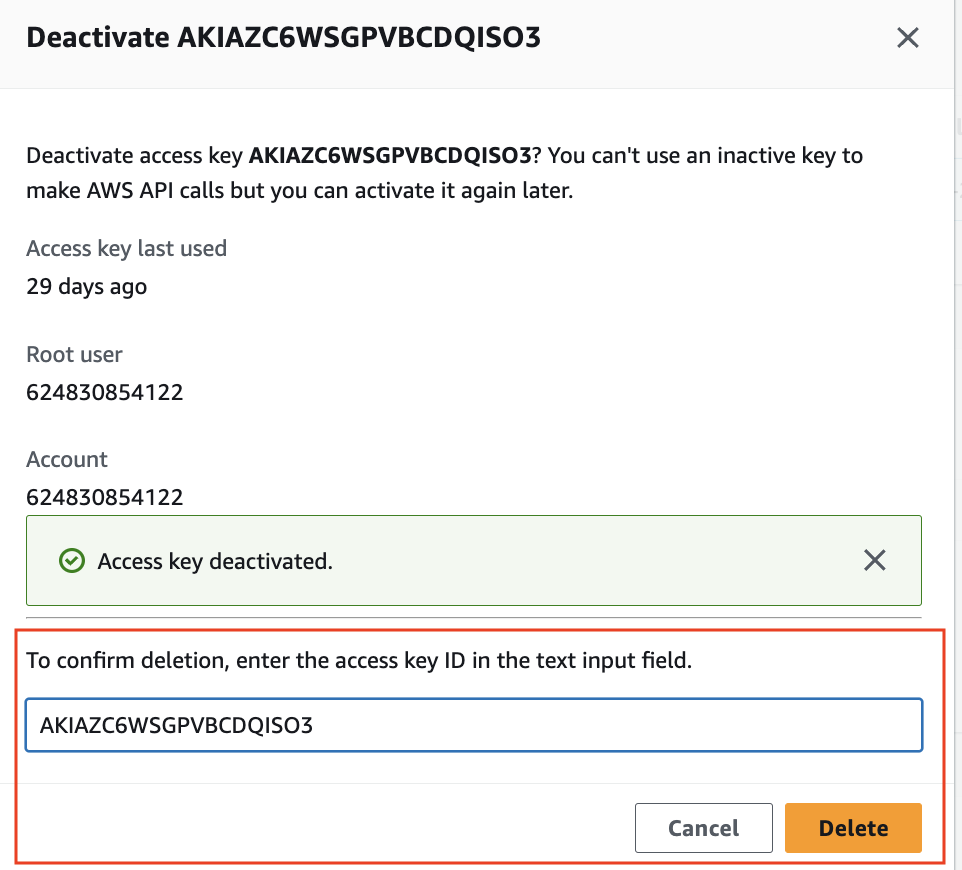 Deactivate AKIAZC6WSGPVBCDQISO3
Deactivate access key AKIAZC6WSGPVBCDQISO3? You can't use an inactive key to
make AWS API calls but you can activate it again later.
Access key last used
29 days ago
Root user
624830854122
Account
624830854122
Access key deactivated.
To confirm deletion, enter the access key ID in the text input field.
AKIAZC6WSGPVBCDQISO3
Cancel
Delete